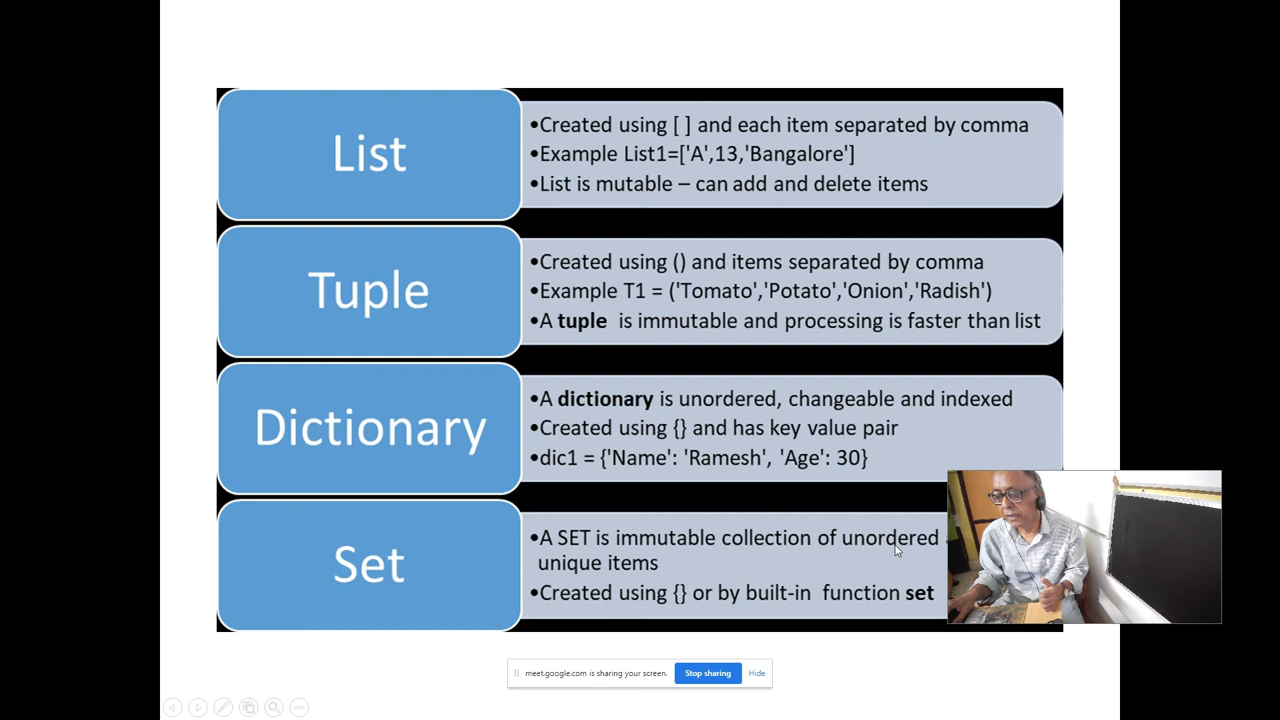 List
•Created using [ ] and each item separated by comma
•Example List1=['A',13,'Bangalore']
•List is mutable – can add and delete items
Tuple
•Created using () and items separated by comma
•Example T1 = ('Tomato','Potato','Onion','Radish')
•A tuple is immutable and processing is faster than list
Dictionary
•A dictionary is unordered, changeable and indexed
•Created using {} and has key value pair
•dic1 = {'Name': 'Ramesh', 'Age': 30}
Set
•A SET is immutable collection of unordered
unique items
•Created using {} or by built-in function set
meet.google.com is sharing your screen. Stop sharing Hide